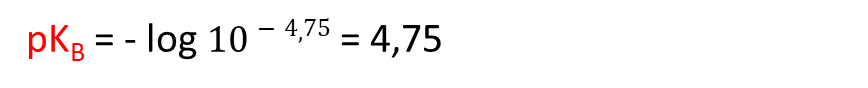 pK_B = - log 10^{− 4,75} = 4,75